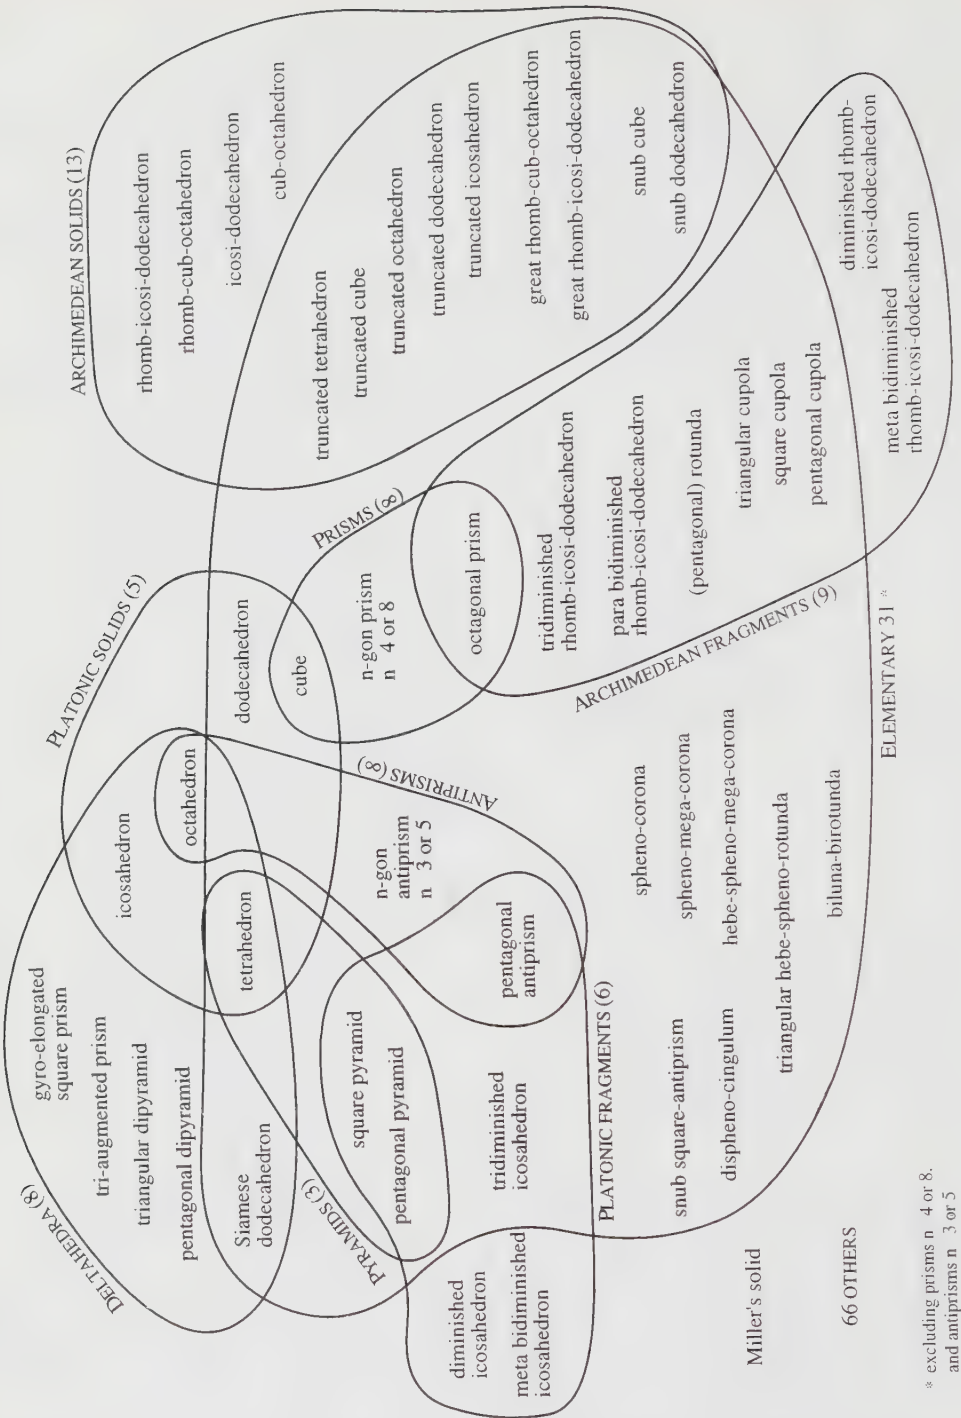 DELTAHEDRA (8)
gyro-elongated
square prism
tri-augmented prism
triangular dipyramid
pentagonal dipyramid
Siamese
dodecahedron
PLATONIC SOLIDS (5)
icosahedron
octahedron
tetrahedron
dodecahedron
cube
ARCHIMEDEAN SOLIDS (13)
rhomb-icosi-dodecahedron
rhomb-cub-octahedron
icosi-dodecahedron
cub-octahedron
truncated tetrahedron
truncated cube
truncated octahedron
truncated dodecahedron
truncated icosahedron
great rhomb-cub-octahedron
great rhomb-icosi-dodecahedron
snub cube
snub dodecahedron
PYRAMIDS (3)
square pyramid
pentagonal pyramid
ANTIPRISMS (∞)
n-gon
antiprism
n 3 or 5
pentagonal
antiprism
PRISMS (∞)
n-gon prism
n 4 or 8
octagonal prism
diminished
icosahedron
meta bidiminished
icosahedron
tridiminished
icosahedron
PLATONIC FRAGMENTS (6)
tridiminished
rhomb-icosi-dodecahedron
para bidiminished
rhomb-icosi-dodecahedron
(pentagonal) rotunda
triangular cupola
square cupola
pentagonal cupola
diminished rhomb-
icosi-dodecahedron
meta bidiminished
rhomb-icosi-dodecahedron
ARCHIMEDEAN FRAGMENTS (9)
snub square-antiprism
dispheno-cingulum
spheno-corona
spheno-mega-corona
hebe-spheno-mega-corona
triangular hebe-spheno-rotunda
biluna-birotunda
ELEMENTARY 31 *
Miller's solid
66 OTHERS
* excluding prisms n 4 or 8.
and antiprisms n 3 or 5